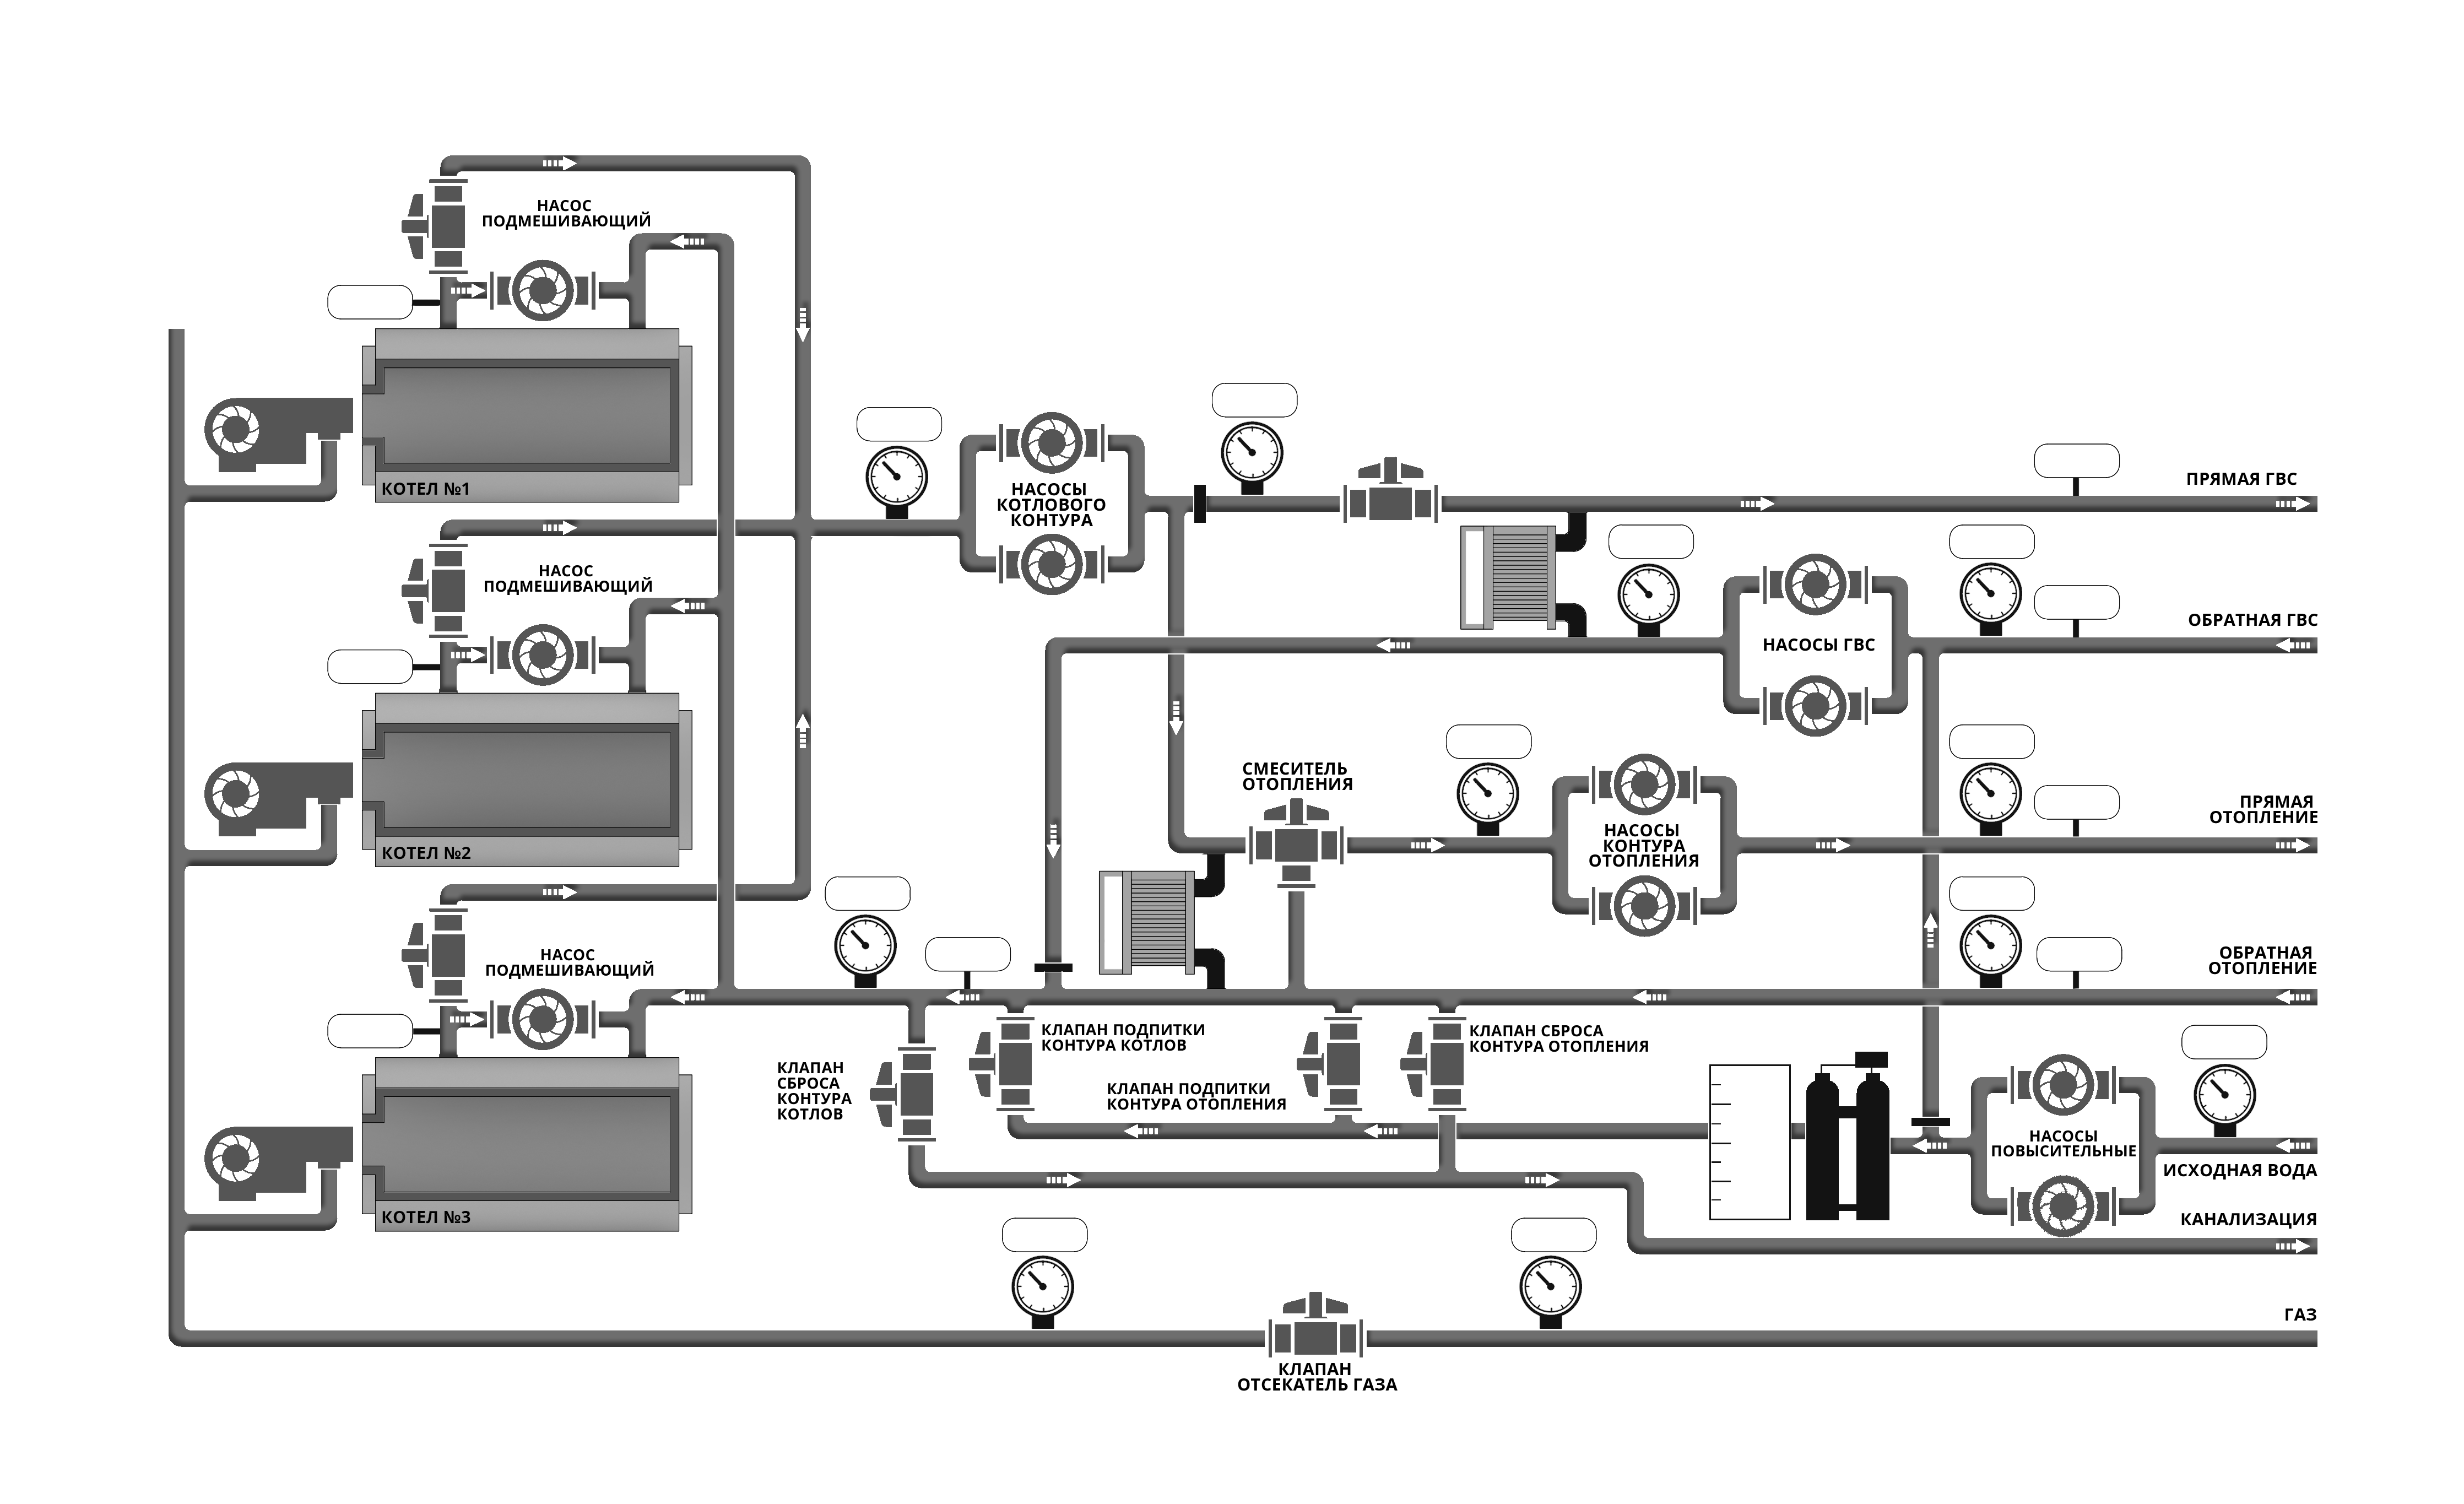 НАСОС
ПОДМЕШИВАЮЩИЙ
КОТЕЛ №1
НАСОСЫ
КОТЛОВОГО
КОНТУРА
ПРЯМАЯ ГВС
НАСОС
ПОДМЕШИВАЮЩИЙ
КОТЕЛ №2
ОБРАТНАЯ ГВС
НАСОСЫ ГВС
СМЕСИТЕЛЬ
ОТОПЛЕНИЯ
НАСОСЫ
КОНТУРА
ОТОПЛЕНИЯ
ПРЯМАЯ
ОТОПЛЕНИЕ
НАСОС
ПОДМЕШИВАЮЩИЙ
КОТЕЛ №3
ОБРАТНАЯ
ОТОПЛЕНИЕ
КЛАПАН
СБРОСА
КОНТУРА
КОТЛОВ
КЛАПАН ПОДПИТКИ
КОНТУРА КОТЛОВ
КЛАПАН ПОДПИТКИ
КОНТУРА ОТОПЛЕНИЯ
КЛАПАН СБРОСА
КОНТУРА ОТОПЛЕНИЯ
НАСОСЫ
ПОВЫСИТЕЛЬНЫЕ
ИСХОДНАЯ ВОДА
КАНАЛИЗАЦИЯ
ГАЗ
КЛАПАН
ОТСЕКАТЕЛЬ ГАЗА